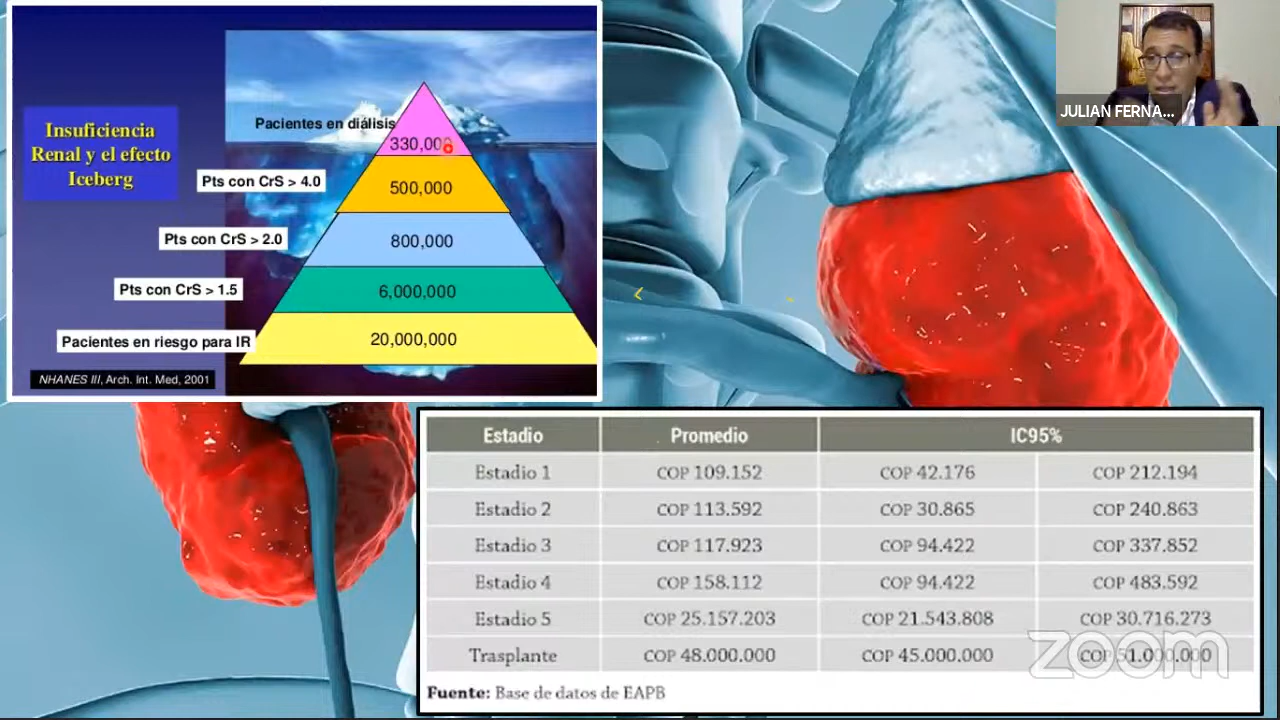 Insuficiencia
Renal y el efecto
Iceberg
Pacientes en diálisis
330,000
Pts con CrS > 4.0
500,000
Pts con CrS > 2.0
800,000
Pts con CrS > 1.5
6,000,000
Pacientes en riesgo para IR
20,000,000
NHANES III, Arch. Int. Med, 2001
JULIAN FERNA...
Estadio Promedio IC95%
Estadio 1 COP 109.152 COP 42.176 COP 212.194
Estadio 2 COP 113.592 COP 30.865 COP 240.863
Estadio 3 COP 117.923 COP 94.422 COP 337.852
Estadio 4 COP 158.112 COP 94.422 COP 483.592
Estadio 5 COP 25.157.203 COP 21.543.808 COP 30.716.273
Trasplante COP 48.000.000 COP 45.000.000 COP 51.000.000
Fuente: Base de datos de EAPB
zoom